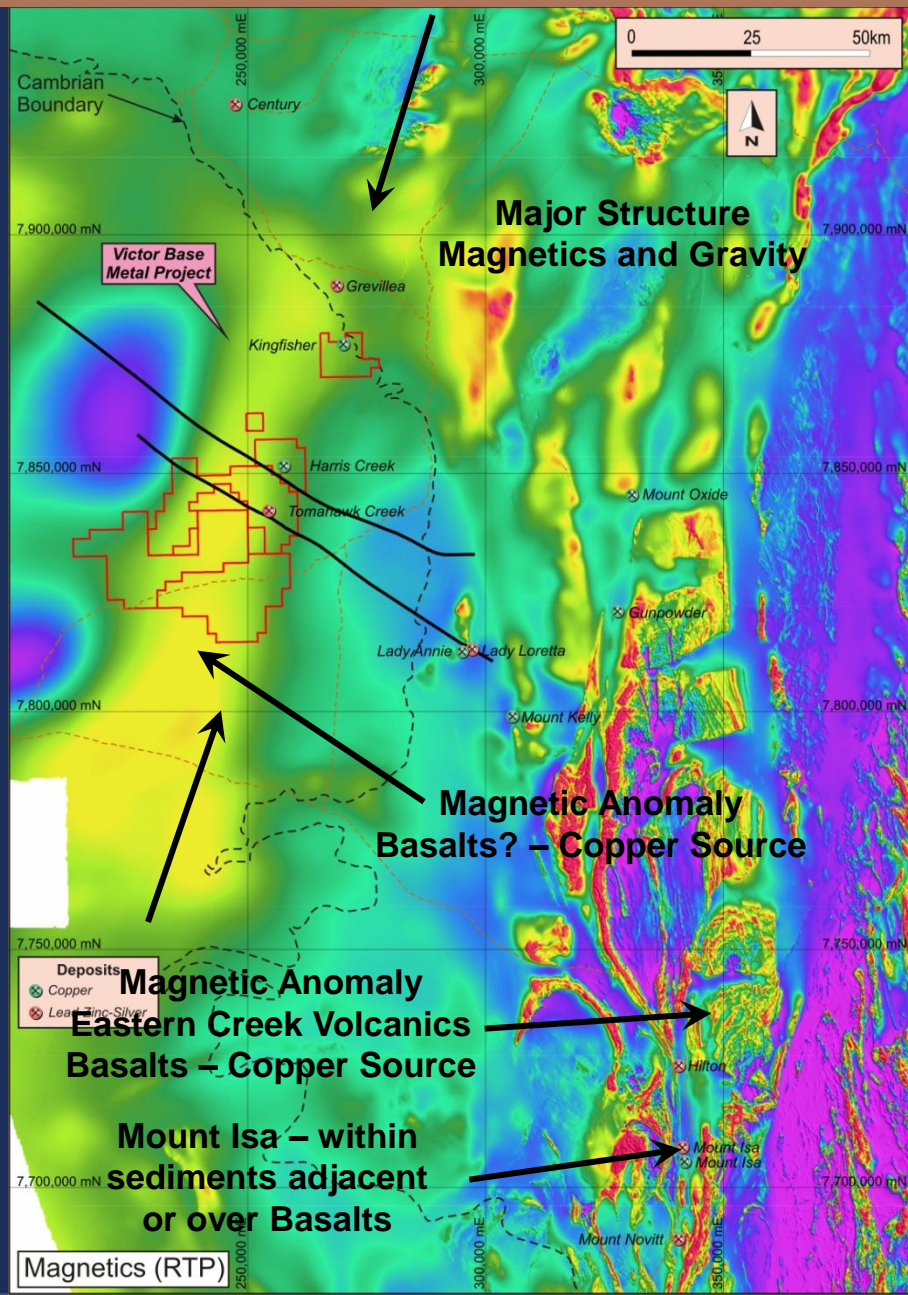 0 25 50km
250,000 mE
300,000 mE
Cambrian
Boundary
Century
N
Major Structure
Magnetics and Gravity
7,900,000 mN
7,900,000 mN
Victor Base
Metal Project
Grevillea
Kingfisher
Harris Creek
7,850,000 mN
7,850,000 mN
Mount Oxide
Tomahawk Creek
Gunpowder
Lady Annie
Lady Loretta
7,800,000 mN
7,800,000 mN
Mount Kelly
Magnetic Anomaly
Basalts? – Copper Source
7,750,000 mN
7,750,000 mN
Deposits
Copper
Lead-Zinc-Silver
Magnetic Anomaly
Eastern Creek Volcanics
Basalts – Copper Source
Hilton
Mount Isa – within
sediments adjacent
or over Basalts
Mount Isa
Mount Isa
7,700,000 mN
7,700,000 mN
Mount Novitt
250,000 mE
300,000 mE
350,000 mE
Magnetics (RTP)